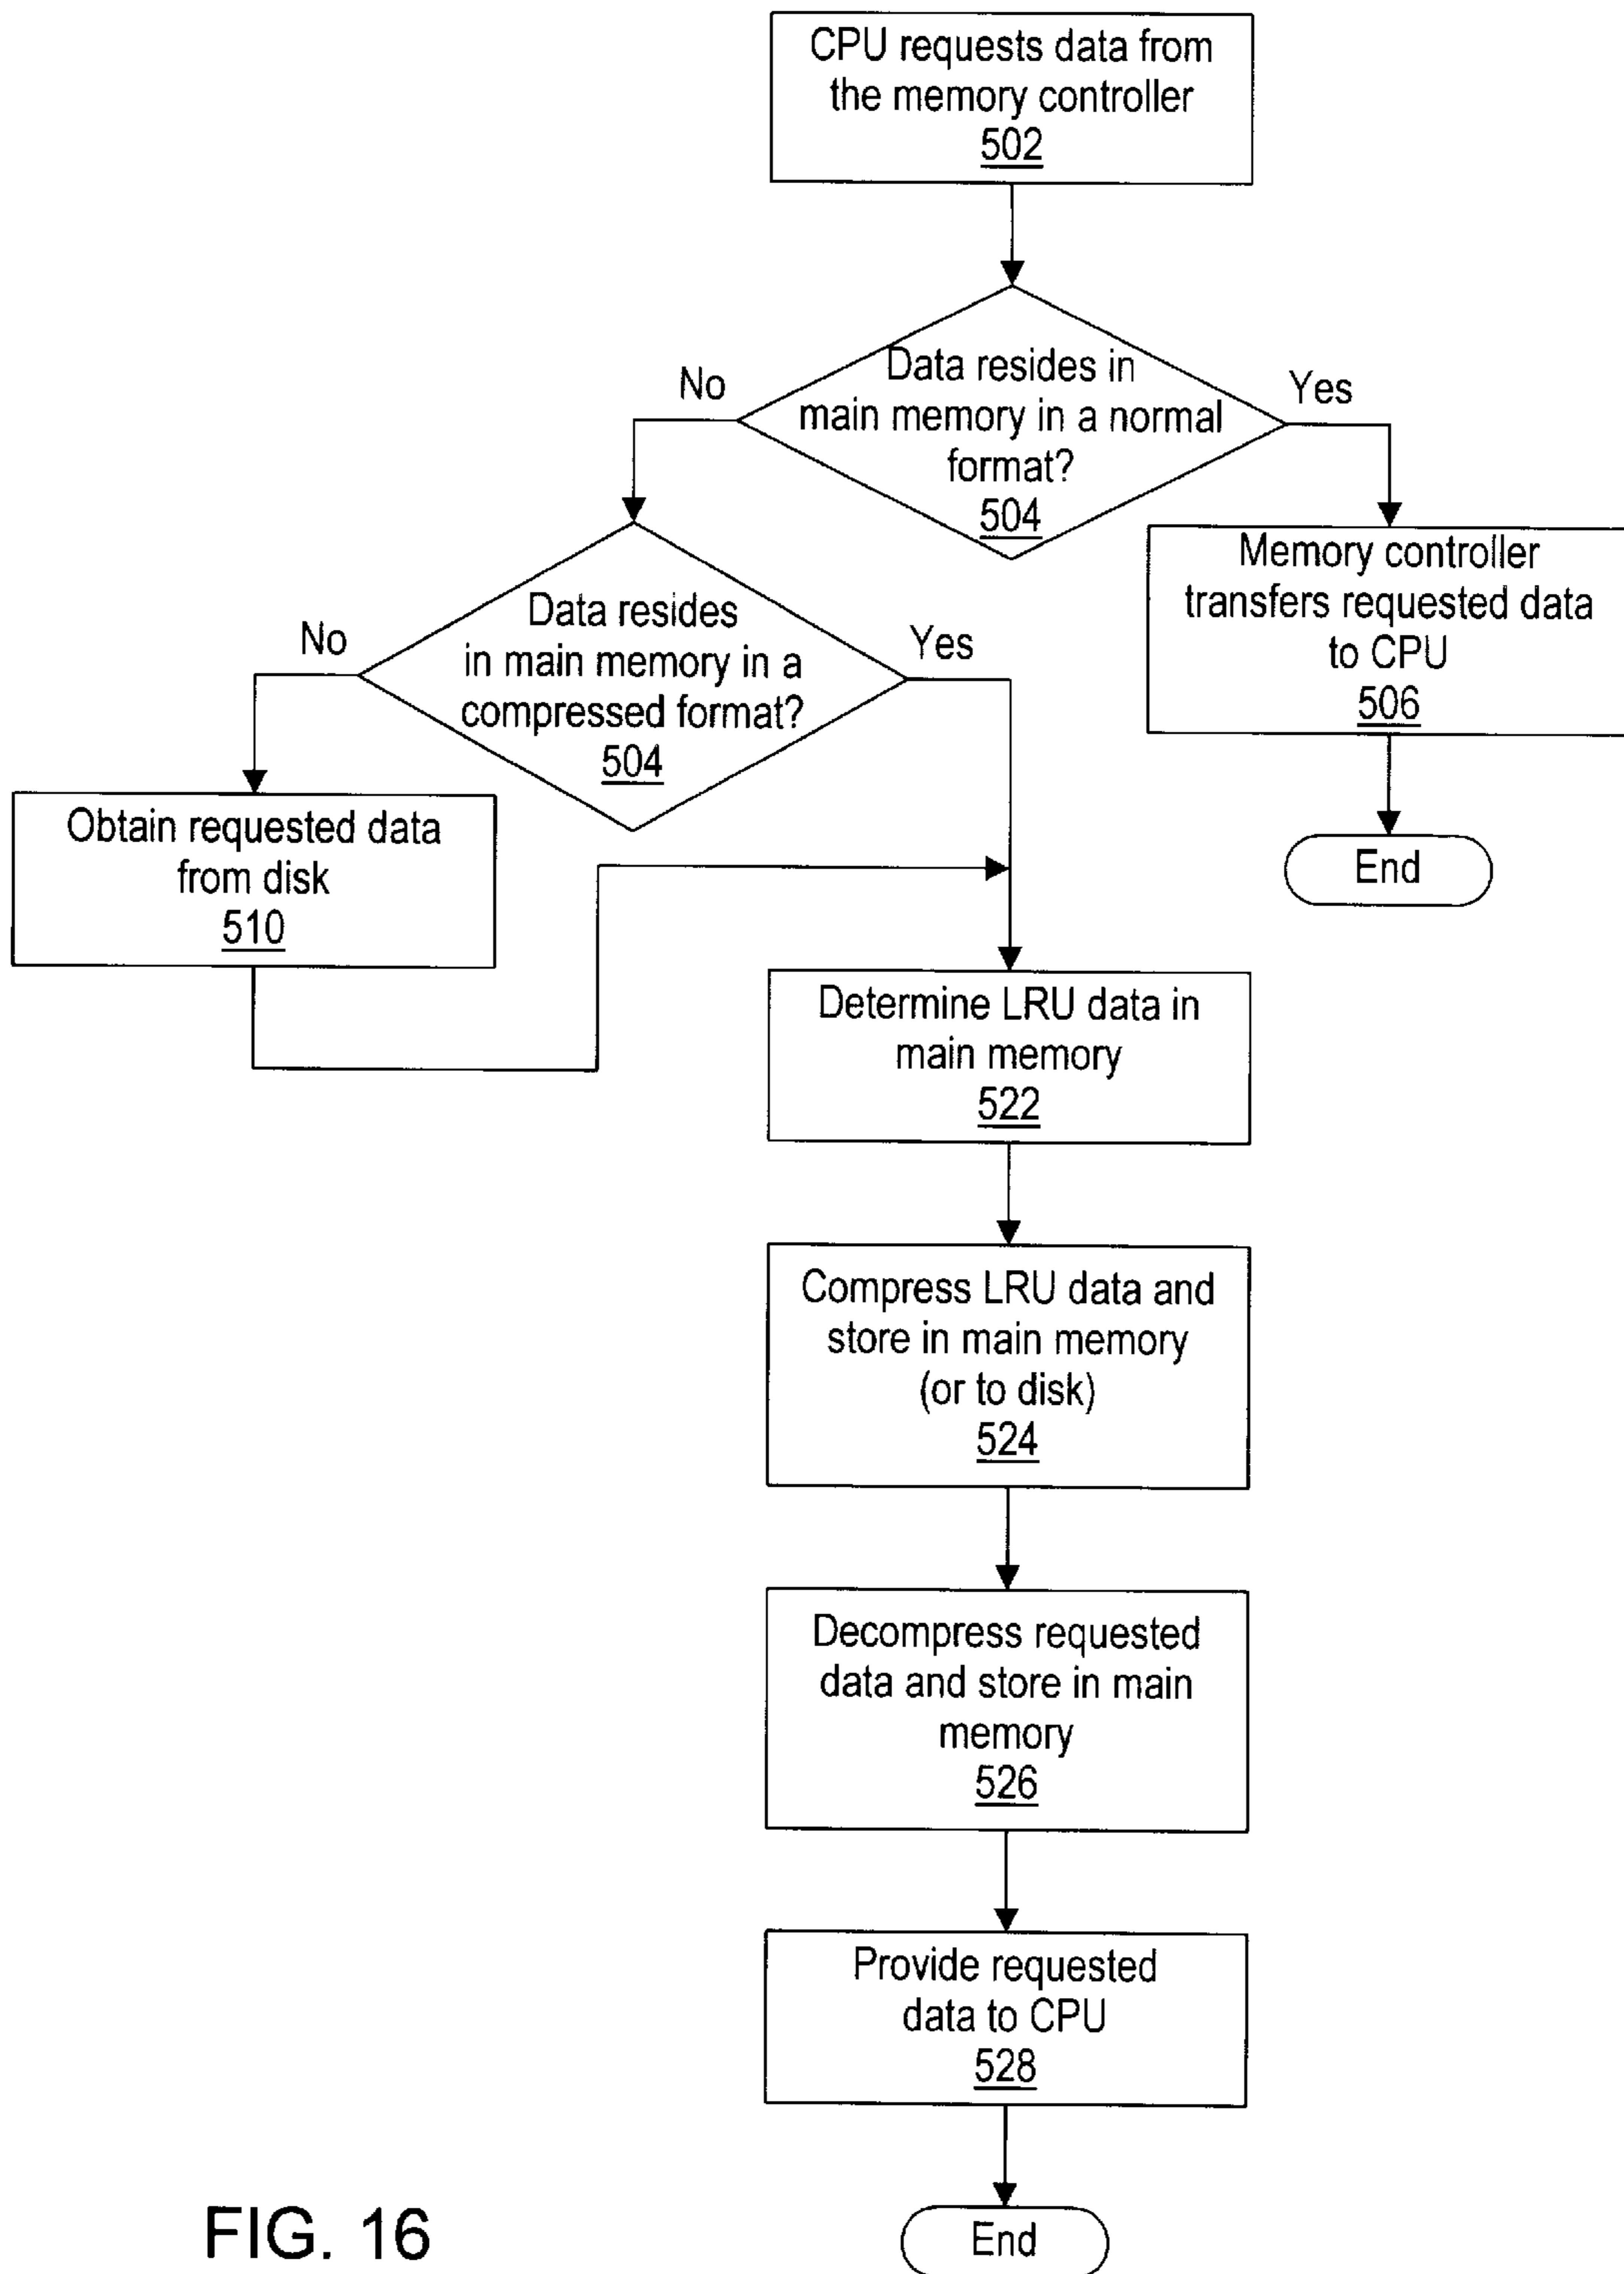 CPU requests data from
the memory controller
502
Data resides in
main memory in a normal
format?
504
No
Yes
Memory controller
transfers requested data
to CPU
506
End
Data resides
in main memory in a
compressed format?
504
No
Yes
Obtain requested data
from disk
510
Determine LRU data in
main memory
522
Compress LRU data and
store in main memory
(or to disk)
524
Decompress requested
data and store in main
memory
526
Provide requested
data to CPU
528
End
FIG. 16